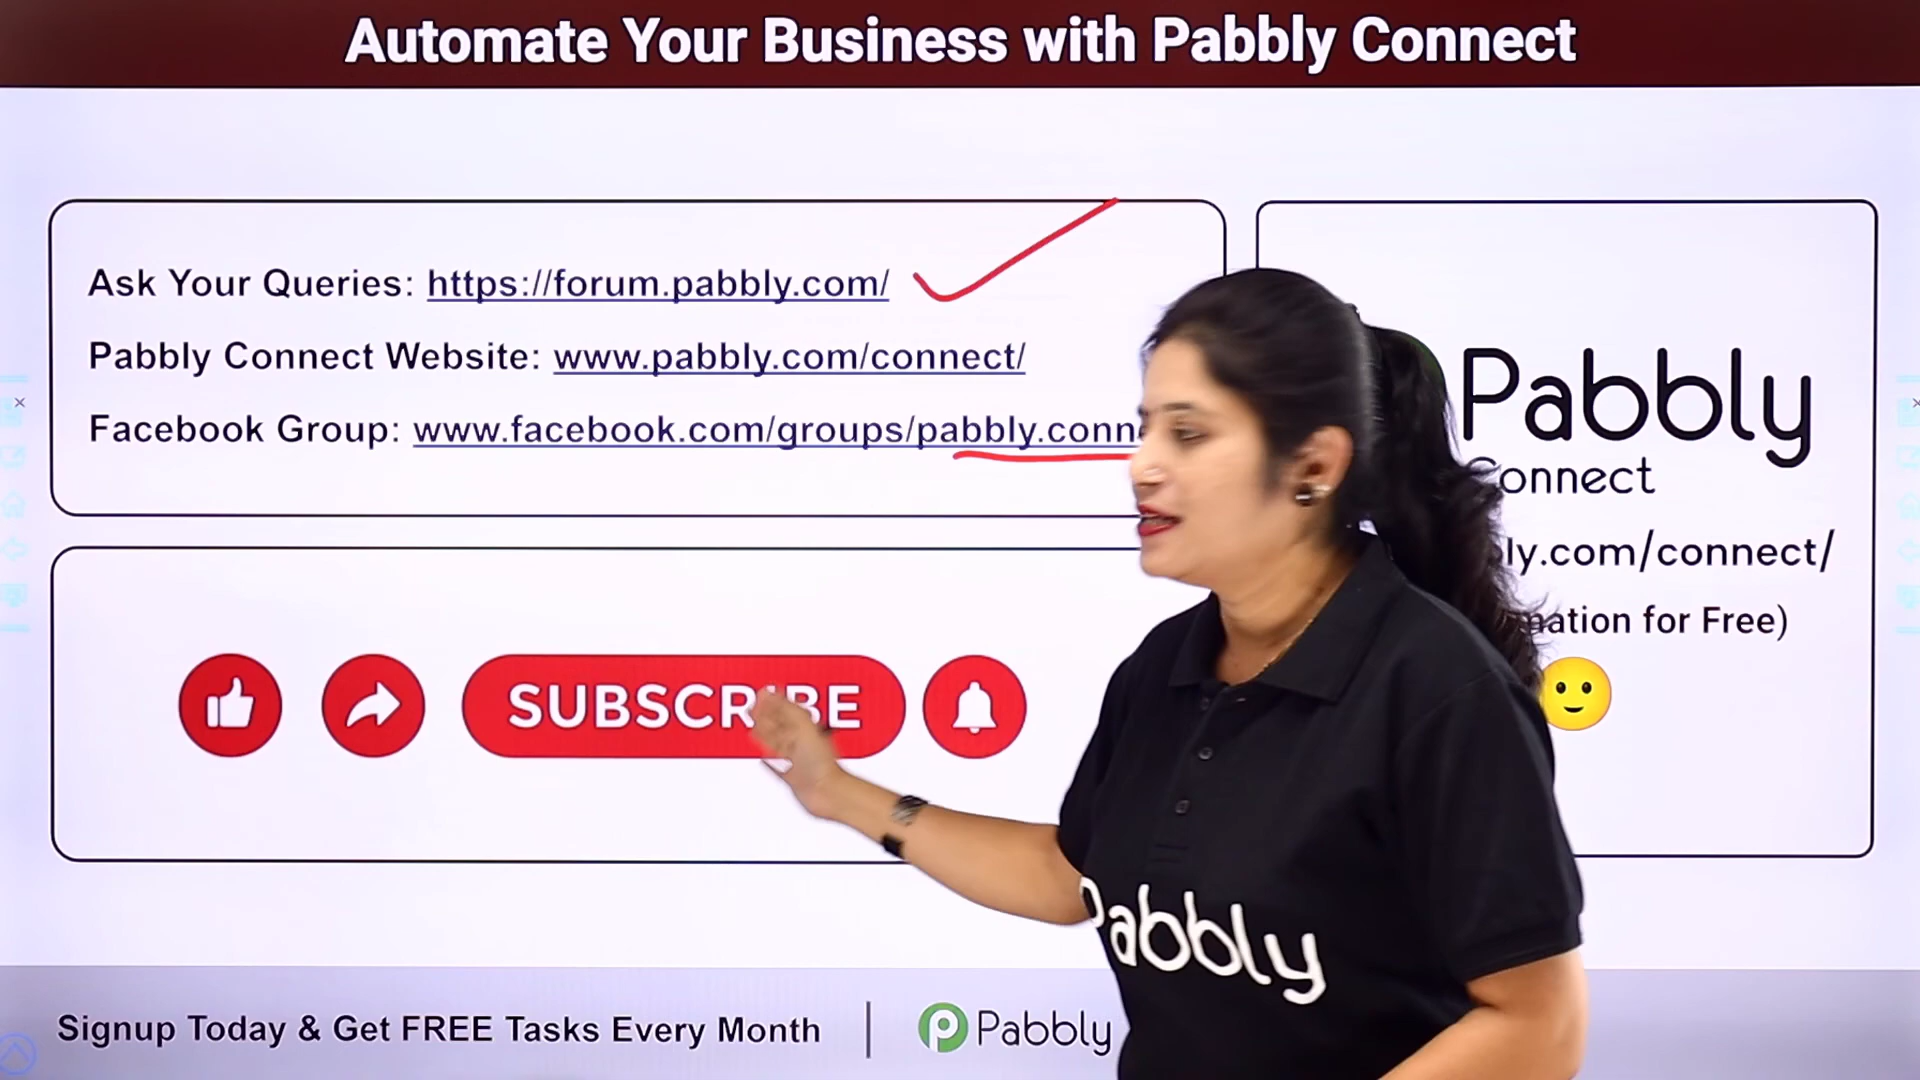 Automate Your Business with Pabbly Connect
Ask Your Queries: https://forum.pabbly.com/
Pabbly Connect Website: www.pabbly.com/connect/
Facebook Group: www.facebook.com/groups/pabbly.conn
Pabbly
onnect
ly.com/connect/
mation for Free)
SUBSCRIBE
Pabbly
Signup Today & Get FREE Tasks Every Month
Pabbly